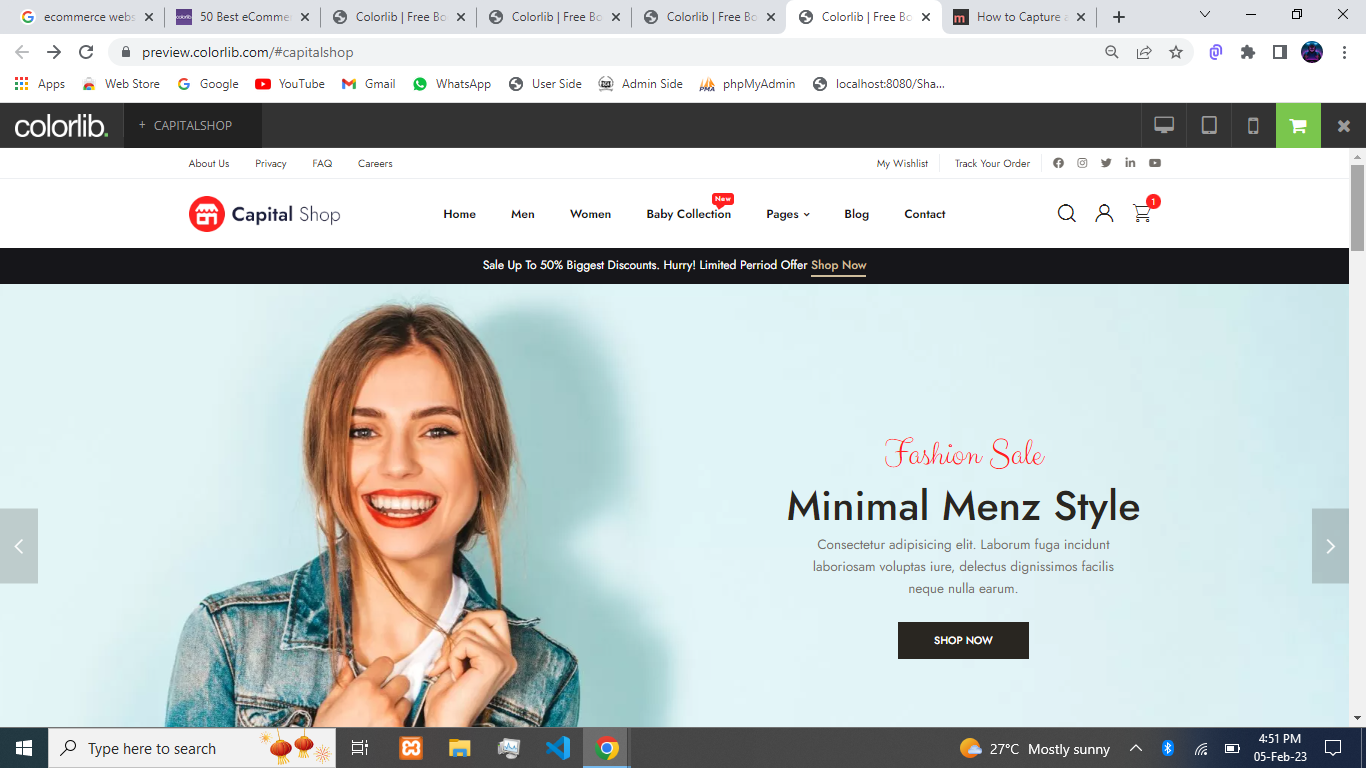 ecommerce webs
50 Best eComme
Colorlib | Free Bo
Colorlib | Free Bo
Colorlib | Free Bo
Colorlib | Free Bo
How to Capture a
preview.colorlib.com/#capitalshop
Apps Web Store Google YouTube Gmail WhatsApp User Side Admin Side phpMyAdmin localhost:8080/Sha...
colorlib. + CAPITALSHOP
About Us Privacy FAQ Careers My Wishlist Track Your Order
New
Capital Shop Home Men Women Baby Collection Pages Blog Contact 1
Sale Up To 50% Biggest Discounts. Hurry! Limited Perriod Offer Shop Now
Fashion Sale
Minimal Menz Style
Consectetur adipisicing elit. Laborum fuga incidunt
laboriosam voluptas iure, delectus dignissimos facilis
neque nulla earum.
SHOP NOW
Type here to search
27°C Mostly sunny
4:51 PM
05-Feb-23